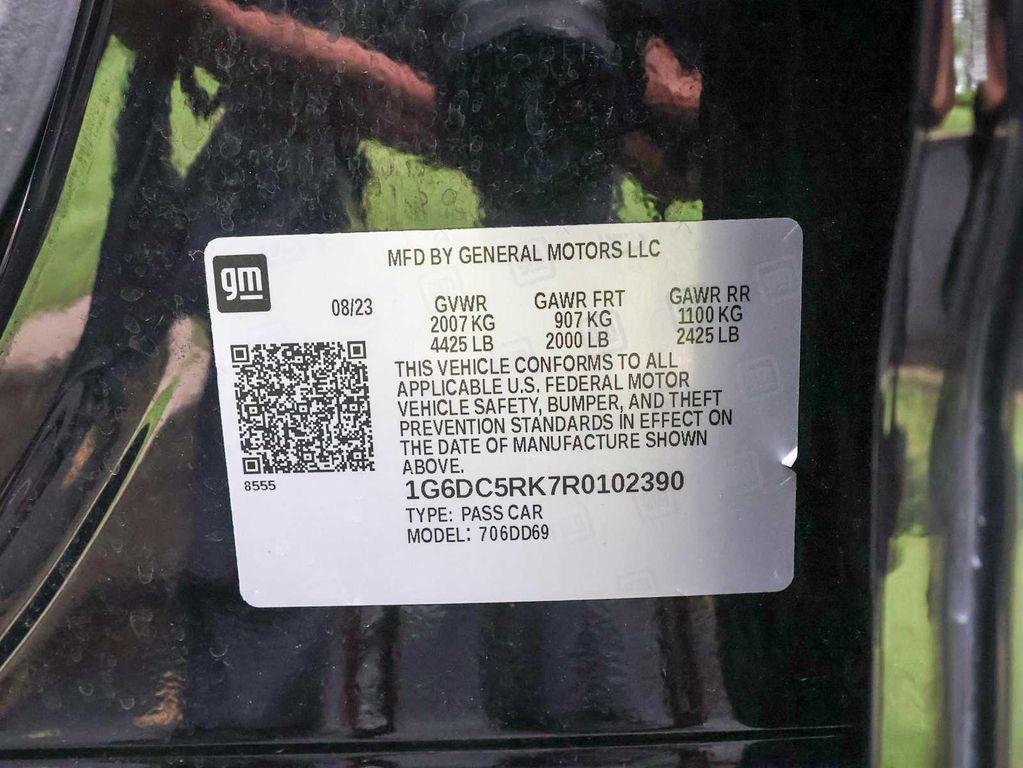 MFD BY GENERAL MOTORS LLC
gm
08/23 GVWR GAWR FRT GAWR RR
2007 KG 907 KG 1100 KG
4425 LB 2000 LB 2425 LB
THIS VEHICLE CONFORMS TO ALL
APPLICABLE U.S. FEDERAL MOTOR
VEHICLE SAFETY, BUMPER, AND THEFT
PREVENTION STANDARDS IN EFFECT ON
THE DATE OF MANUFACTURE SHOWN
ABOVE.
8555
1G6DC5RK7R0102390
TYPE: PASS CAR
MODEL: 706DD69